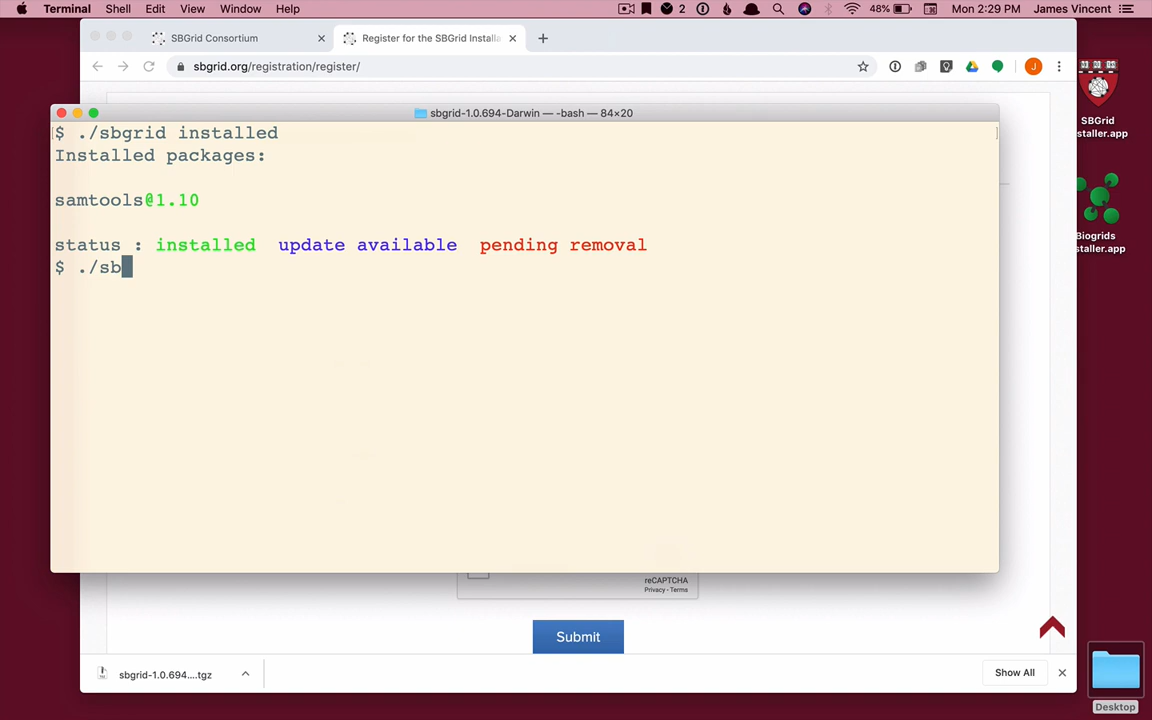 Terminal Shell Edit View Window Help 2 48% Mon 2:29 PM James Vincent
SBGrid Consortium Register for the SBGrid Installa
sbgrid.org/registration/register/ J
sbgrid-1.0.694-Darwin — -bash — 84×20
$ ./sbgrid installed
Installed packages:
samtools@1.10
status : installed update available pending removal
$ ./sb
SBGrid
staller.app
Biogrids
staller.app
reCAPTCHA
Privacy - Terms
Submit
sbgrid-1.0.694....tgz
Show All
Desktop